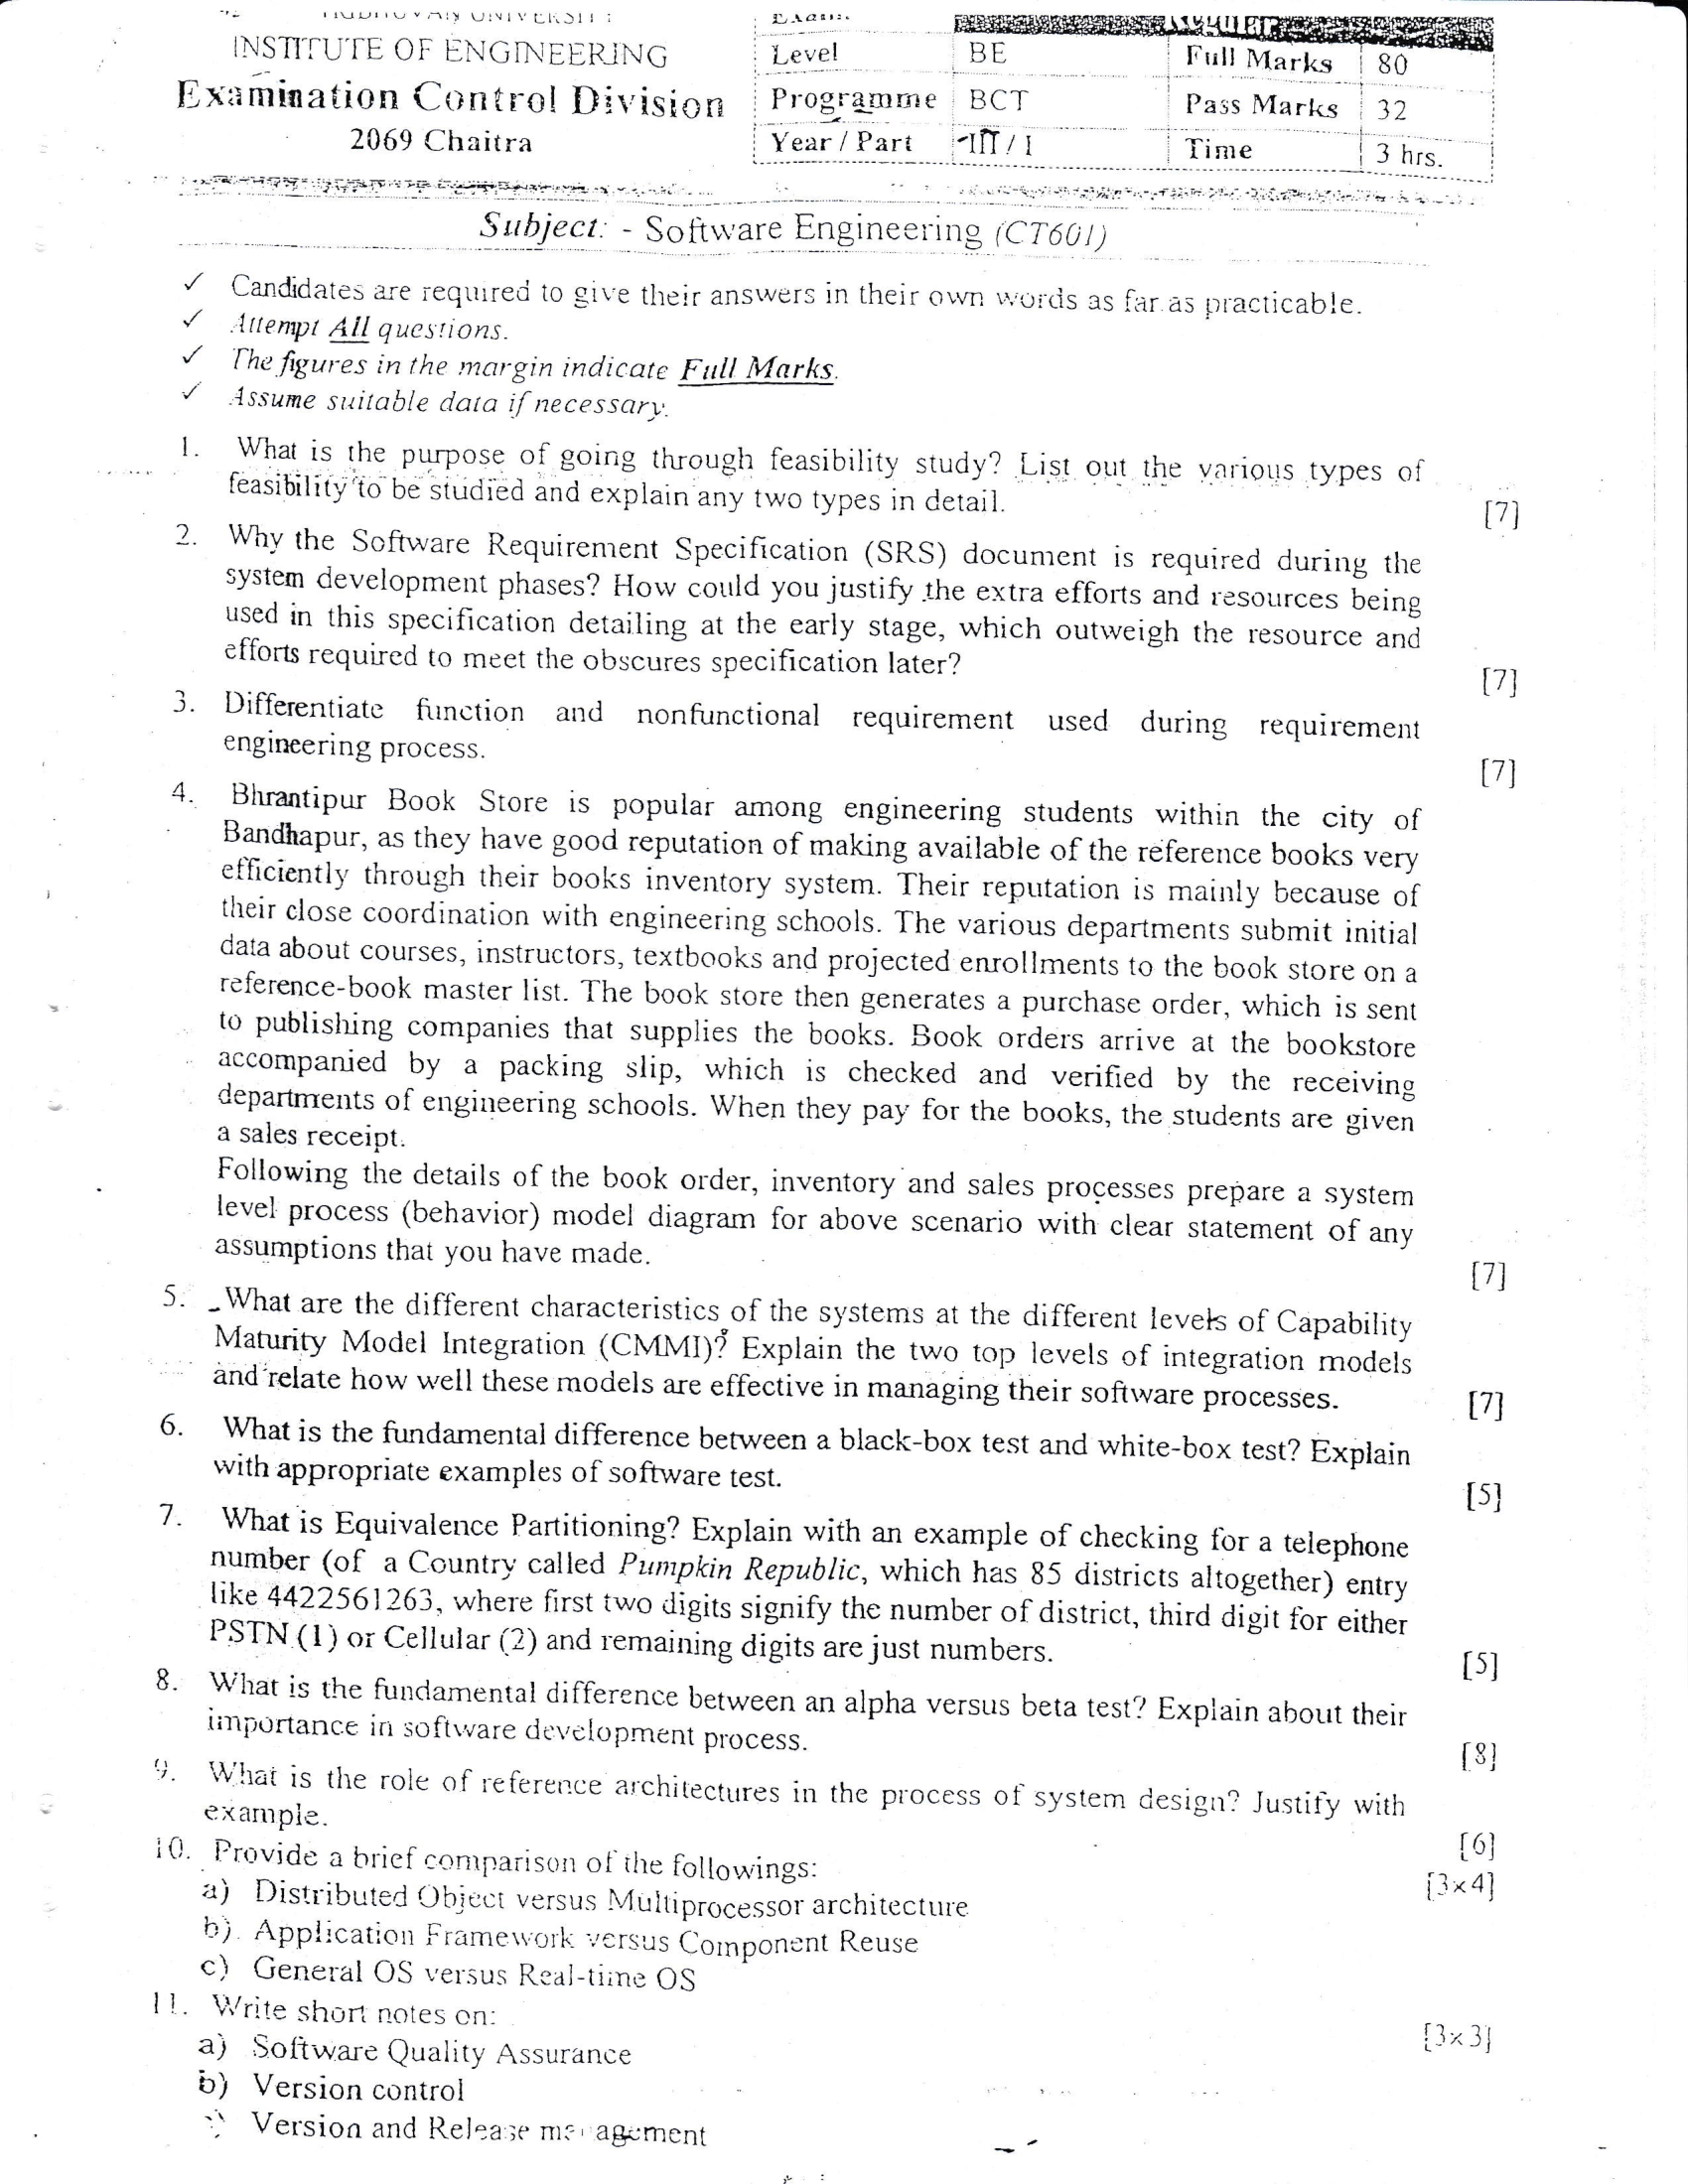 INSTITUTE OF ENGINEERING
Examination Control Division
2069 Chaitra
Exam.
Level BE Full Marks 80
Programme BCT Pass Marks 32
Year / Part III / I Time 3 hrs.
Subject: - Software Engineering (CT601)
✓ Candidates are required to give their answers in their own words as far as practicable.
✓ Attempt All questions.
✓ The figures in the margin indicate Full Marks.
✓ Assume suitable data if necessary.
1. What is the purpose of going through feasibility study? List out the various types of
feasibility to be studied and explain any two types in detail. [7]
2. Why the Software Requirement Specification (SRS) document is required during the
system development phases? How could you justify the extra efforts and resources being
used in this specification detailing at the early stage, which outweigh the resource and
efforts required to meet the obscures specification later? [7]
3. Differentiate function and nonfunctional requirement used during requirement
engineering process. [7]
4. Bhrantipur Book Store is popular among engineering students within the city of
Bandhapur, as they have good reputation of making available of the reference books very
efficiently through their books inventory system. Their reputation is mainly because of
their close coordination with engineering schools. The various departments submit initial
data about courses, instructors, textbooks and projected enrollments to the book store on a
reference-book master list. The book store then generates a purchase order, which is sent
to publishing companies that supplies the books. Book orders arrive at the bookstore
accompanied by a packing slip, which is checked and verified by the receiving
departments of engineering schools. When they pay for the books, the students are given
a sales receipt.
Following the details of the book order, inventory and sales processes prepare a system
level process (behavior) model diagram for above scenario with clear statement of any
assumptions that you have made. [7]
5. What are the different characteristics of the systems at the different levels of Capability
Maturity Model Integration (CMMI)? Explain the two top levels of integration models
and relate how well these models are effective in managing their software processes. [7]
6. What is the fundamental difference between a black-box test and white-box test? Explain
with appropriate examples of software test. [5]
7. What is Equivalence Partitioning? Explain with an example of checking for a telephone
number (of a Country called Pumpkin Republic, which has 85 districts altogether) entry
like 4422561263, where first two digits signify the number of district, third digit for either
PSTN (1) or Cellular (2) and remaining digits are just numbers. [5]
8. What is the fundamental difference between an alpha versus beta test? Explain about their
importance in software development process. [8]
9. What is the role of reference architectures in the process of system design? Justify with
example. [6]
10. Provide a brief comparison of the followings: [3×4]
a) Distributed Object versus Multiprocessor architecture
b) Application Framework versus Component Reuse
c) General OS versus Real-time OS
11. Write short notes on: [3×3]
a) Software Quality Assurance
b) Version control
Version and Release management